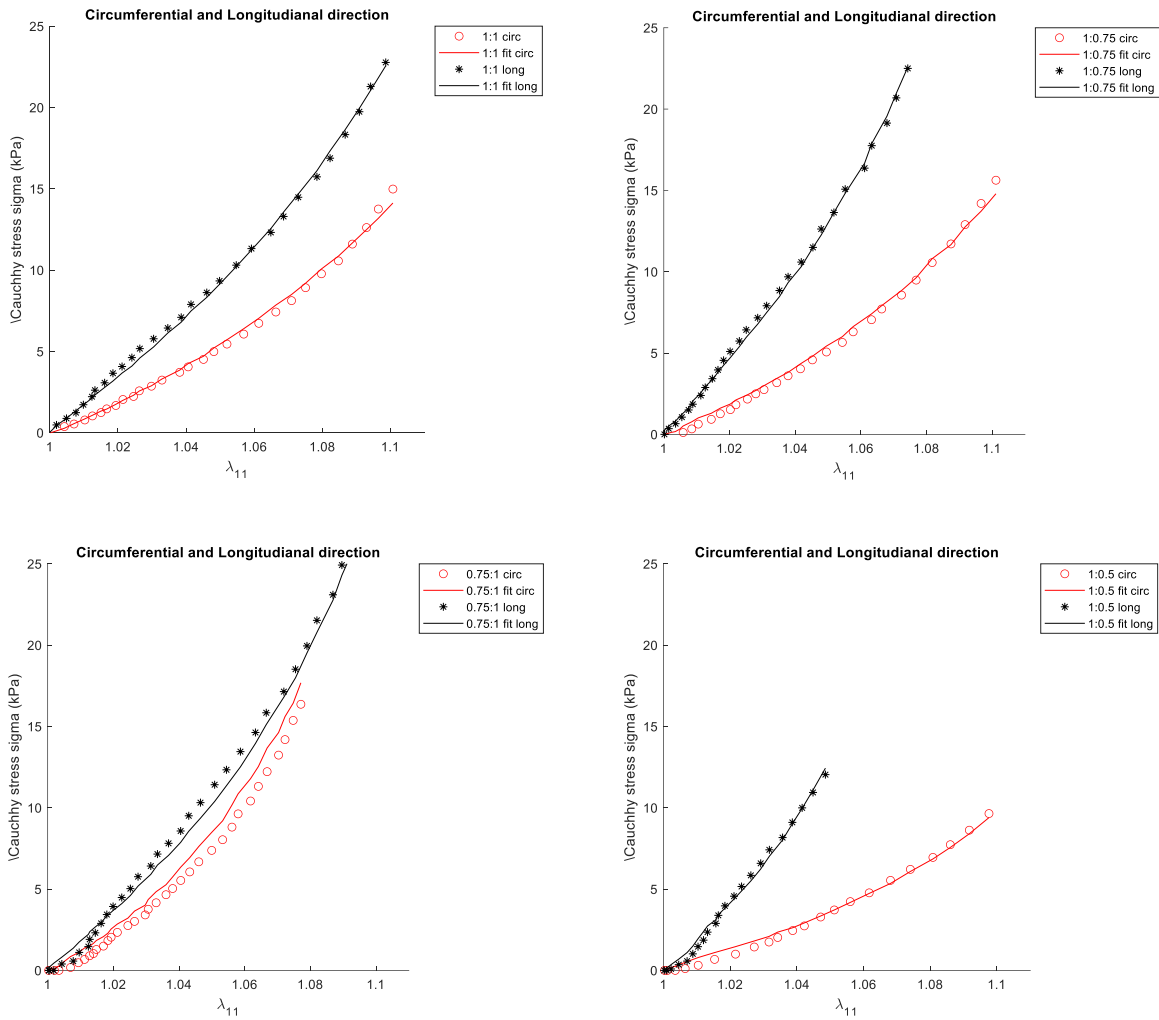 Circumferential and Longitudianal direction
25
20
15
10
5
0
\Cauchhy stress sigma (kPa)
1 1.02 1.04 1.06 1.08 1.1
λ11
1:1 circ
1:1 fit circ
1:1 long
1:1 fit long
Circumferential and Longitudianal direction
25
20
15
10
5
0
\Cauchhy stress sigma (kPa)
1 1.02 1.04 1.06 1.08 1.1
λ11
1:0.75 circ
1:0.75 fit circ
1:0.75 long
1:0.75 fit long
Circumferential and Longitudianal direction
25
20
15
10
5
0
\Cauchhy stress sigma (kPa)
1 1.02 1.04 1.06 1.08 1.1
λ11
0.75:1 circ
0.75:1 fit circ
0.75:1 long
0.75:1 fit long
Circumferential and Longitudianal direction
25
20
15
10
5
0
\Cauchhy stress sigma (kPa)
1 1.02 1.04 1.06 1.08 1.1
λ11
1:0.5 circ
1:0.5 fit circ
1:0.5 long
1:0.5 fit long